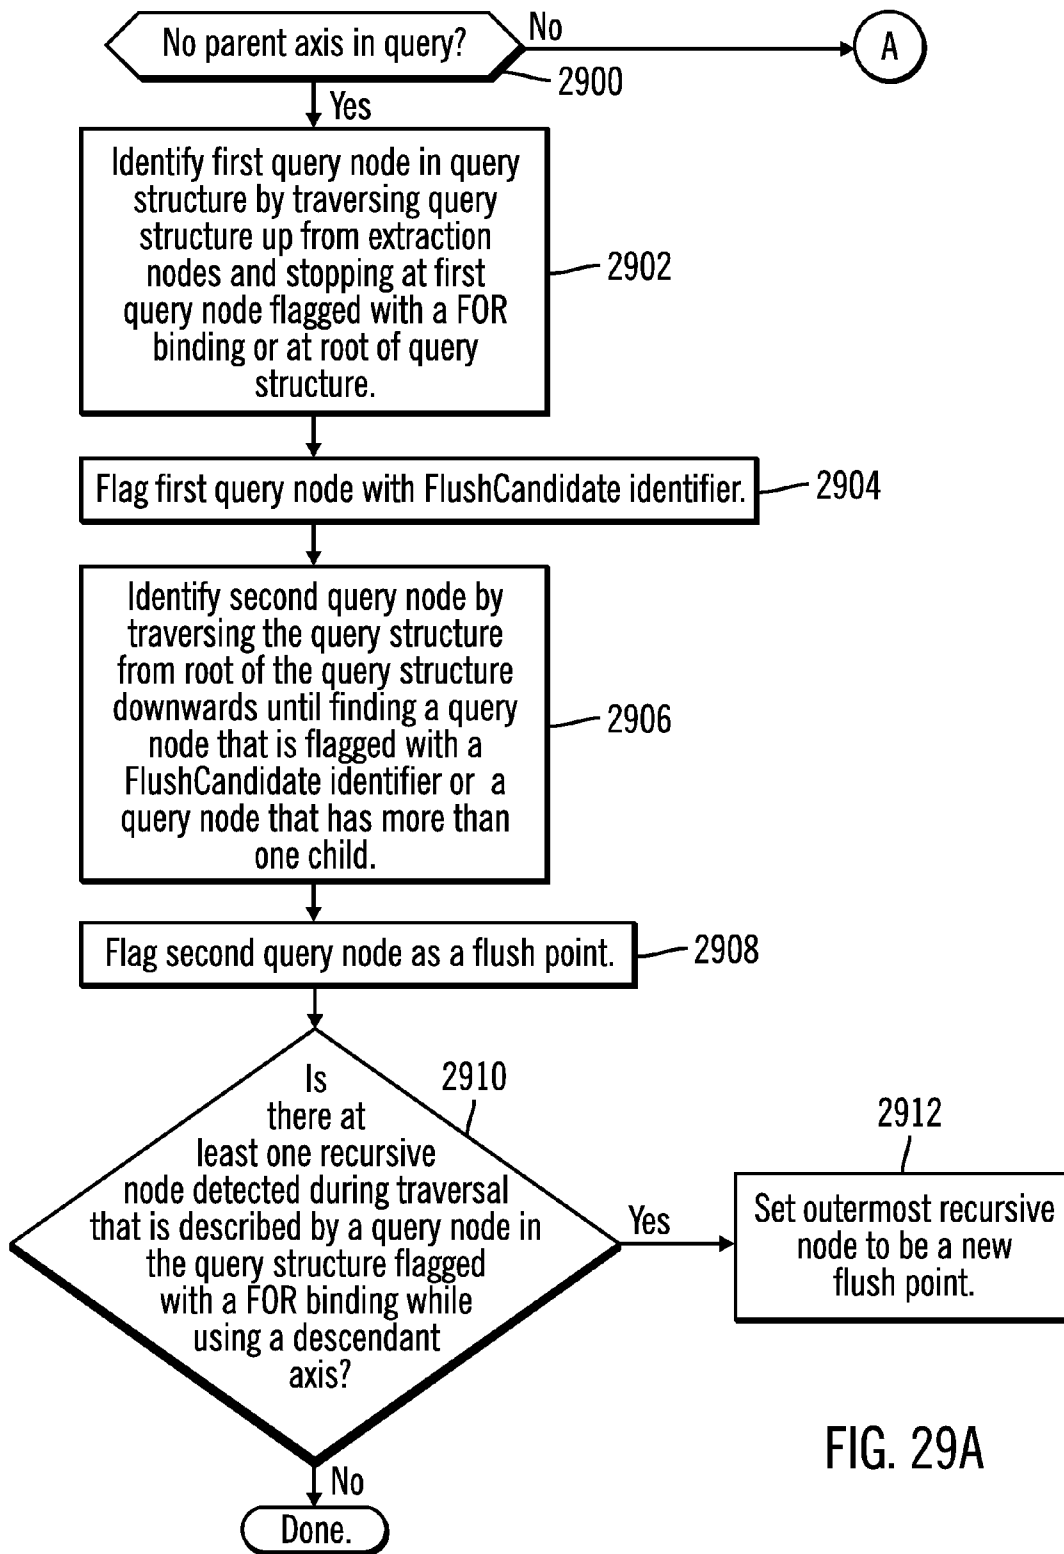 No parent axis in query?
No
A
2900
Yes
Identify first query node in query
structure by traversing query
structure up from extraction
nodes and stopping at first
query node flagged with a FOR
binding or at root of query
structure.
2902
Flag first query node with FlushCandidate identifier.
2904
Identify second query node by
traversing the query structure
from root of the query structure
downwards until finding a query
node that is flagged with a
FlushCandidate identifier or a
query node that has more than
one child.
2906
Flag second query node as a flush point.
2908
Is
there at
least one recursive
node detected during traversal
that is described by a query node in
the query structure flagged
with a FOR binding while
using a descendant
axis?
2910
Yes
2912
Set outermost recursive
node to be a new
flush point.
No
Done.
FIG. 29A